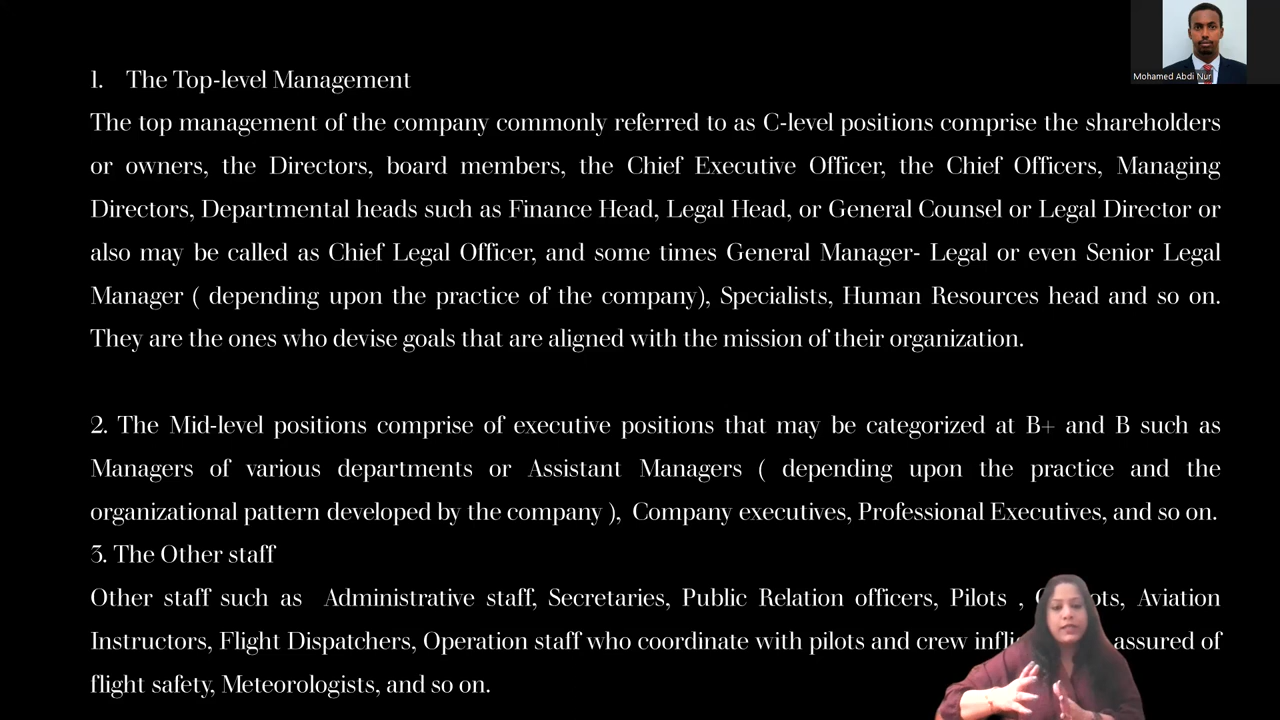 Mohamed Abdi Nur
1. The Top-level Management
The top management of the company commonly referred to as C-level positions comprise the shareholders
or owners, the Directors, board members, the Chief Executive Officer, the Chief Officers, Managing
Directors, Departmental heads such as Finance Head, Legal Head, or General Counsel or Legal Director or
also may be called as Chief Legal Officer, and some times General Manager- Legal or even Senior Legal
Manager ( depending upon the practice of the company), Specialists, Human Resources head and so on.
They are the ones who devise goals that are aligned with the mission of their organization.
2. The Mid-level positions comprise of executive positions that may be categorized at B+ and B such as
Managers of various departments or Assistant Managers ( depending upon the practice and the
organizational pattern developed by the company ), Company executives, Professional Executives, and so on.
3. The Other staff
Other staff such as Administrative staff, Secretaries, Public Relation officers, Pilots , Aviation
Instructors, Flight Dispatchers, Operation staff who coordinate with pilots and crew assured of
flight safety, Meteorologists, and so on.